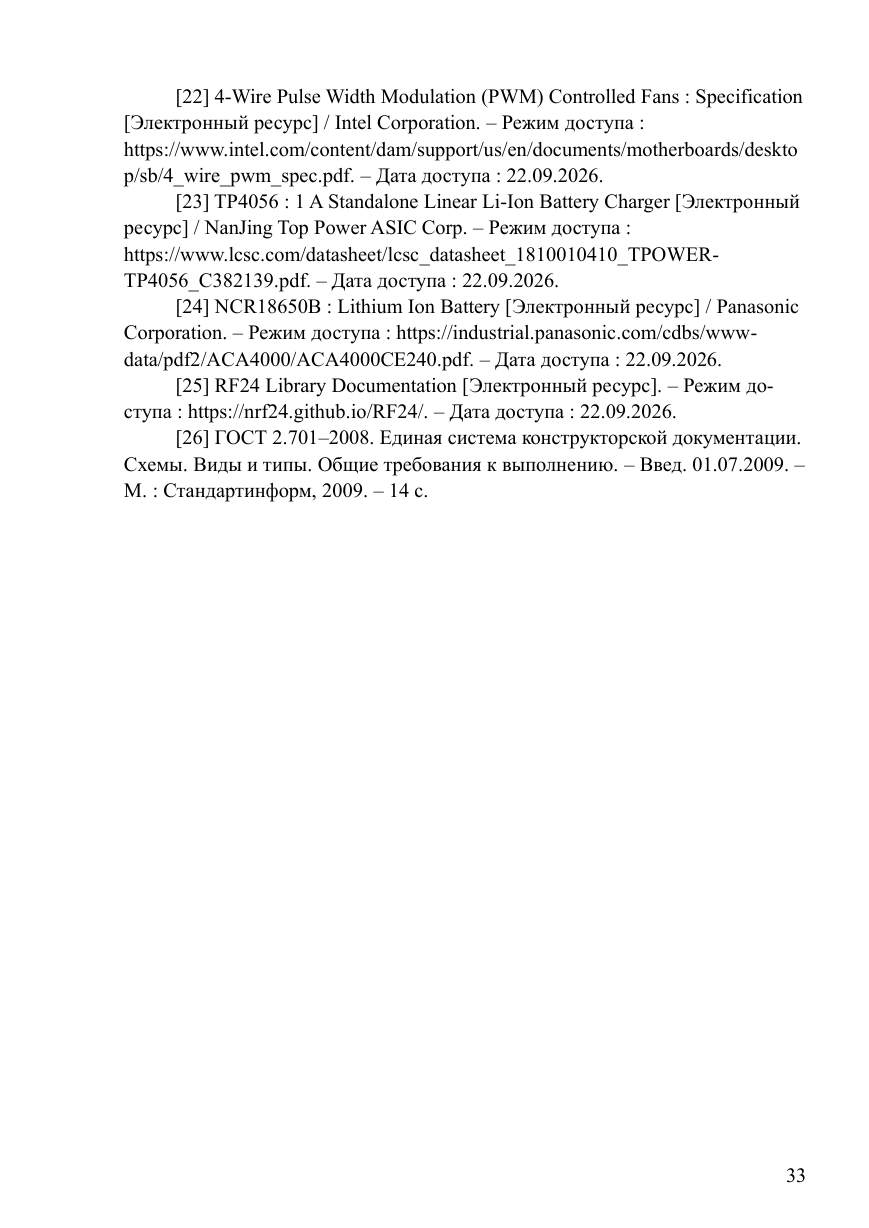 [22] 4-Wire Pulse Width Modulation (PWM) Controlled Fans : Specification
[Электронный ресурс] / Intel Corporation. – Режим доступа :
https://www.intel.com/content/dam/support/us/en/documents/motherboards/deskto
p/sb/4_wire_pwm_spec.pdf. – Дата доступа : 22.09.2026.
[23] TP4056 : 1 A Standalone Linear Li-Ion Battery Charger [Электронный
ресурс] / NanJing Top Power ASIC Corp. – Режим доступа :
https://www.lcsc.com/datasheet/lcsc_datasheet_1810010410_TPOWER-
TP4056_C382139.pdf. – Дата доступа : 22.09.2026.
[24] NCR18650B : Lithium Ion Battery [Электронный ресурс] / Panasonic
Corporation. – Режим доступа : https://industrial.panasonic.com/cdbs/www-
data/pdf2/ACA4000/ACA4000CE240.pdf. – Дата доступа : 22.09.2026.
[25] RF24 Library Documentation [Электронный ресурс]. – Режим до-
ступа : https://nrf24.github.io/RF24/. – Дата доступа : 22.09.2026.
[26] ГОСТ 2.701–2008. Единая система конструкторской документации.
Схемы. Виды и типы. Общие требования к выполнению. – Введ. 01.07.2009. –
М. : Стандартинформ, 2009. – 14 с.
33